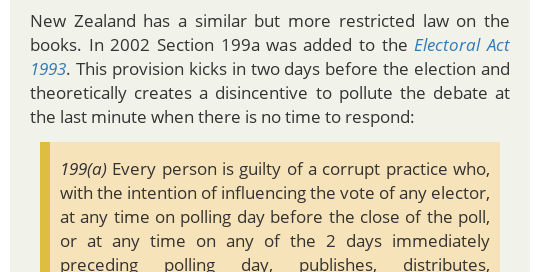 New Zealand has a similar but more restricted law on the
books. In 2002 Section 199a was added to the Electoral Act
1993. This provision kicks in two days before the election and
theoretically creates a disincentive to pollute the debate at
the last minute when there is no time to respond:
199(a) Every person is guilty of a corrupt practice who,
with the intention of influencing the vote of any elector,
at any time on polling day before the close of the poll,
or at any time on any of the 2 days immediately
preceding polling day, publishes, distributes,